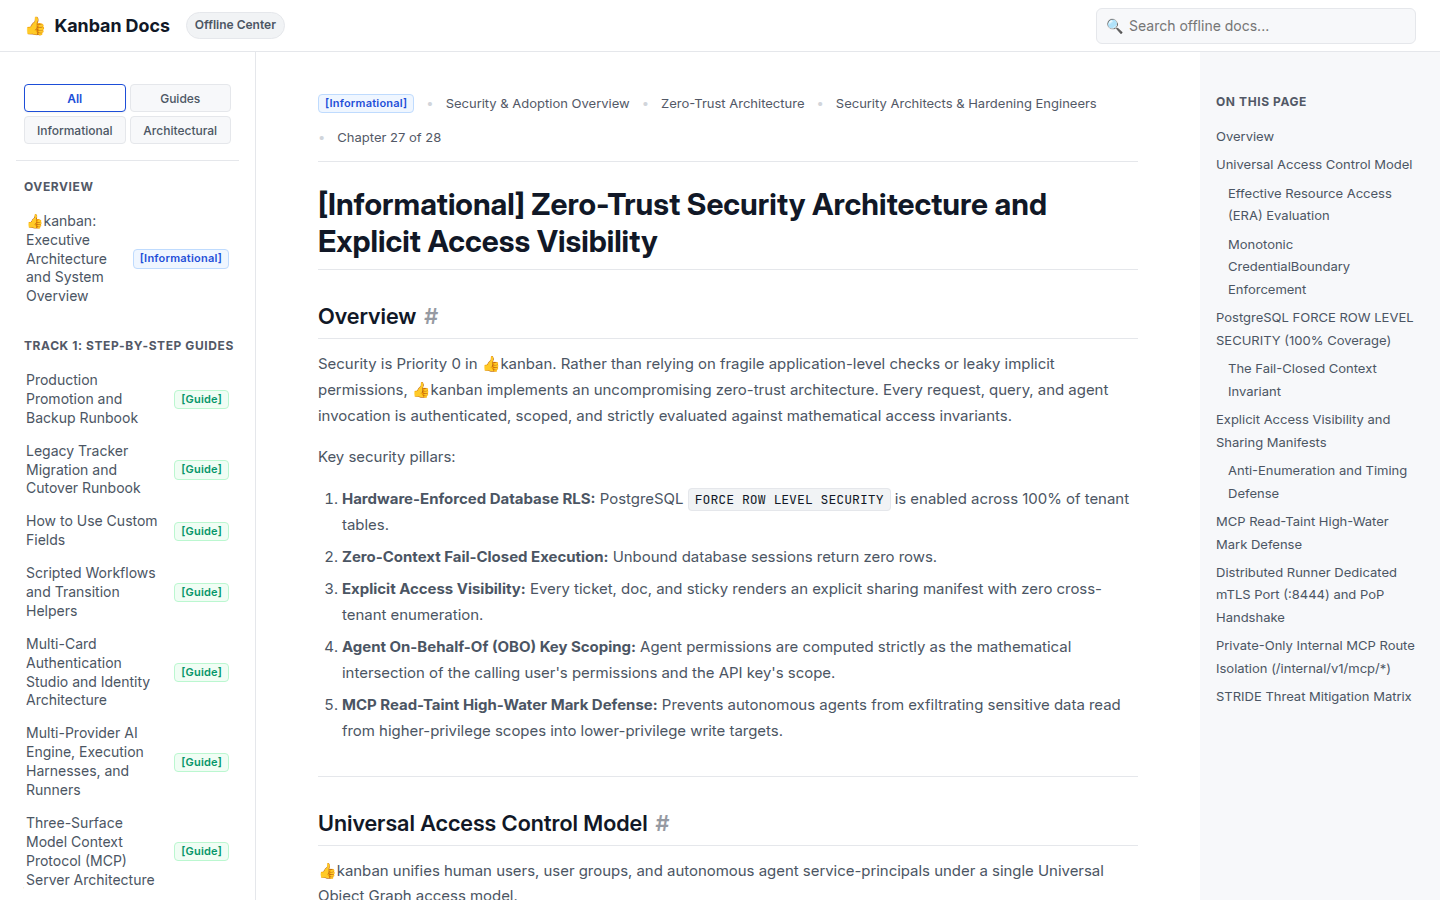 👍 Kanban Docs Offline Center
🔍 Search offline docs...
All Guides
Informational Architectural
OVERVIEW
👍kanban:
Executive
Architecture
and System
Overview
[Informational]
TRACK 1: STEP-BY-STEP GUIDES
Production
Promotion and
Backup Runbook
[Guide]
Legacy Tracker
Migration and
Cutover Runbook
[Guide]
How to Use Custom
Fields
[Guide]
Scripted Workflows
and Transition
Helpers
[Guide]
Multi-Card
Authentication
Studio and Identity
Architecture
[Guide]
Multi-Provider AI
Engine, Execution
Harnesses, and
Runners
[Guide]
Three-Surface
Model Context
Protocol (MCP)
Server Architecture
[Guide]
[Informational] • Security & Adoption Overview • Zero-Trust Architecture • Security Architects & Hardening Engineers
• Chapter 27 of 28
[Informational] Zero-Trust Security Architecture and
Explicit Access Visibility
Overview #
Security is Priority 0 in 👍kanban. Rather than relying on fragile application-level checks or leaky implicit
permissions, 👍kanban implements an uncompromising zero-trust architecture. Every request, query, and agent
invocation is authenticated, scoped, and strictly evaluated against mathematical access invariants.
Key security pillars:
1. Hardware-Enforced Database RLS: PostgreSQL FORCE ROW LEVEL SECURITY is enabled across 100% of tenant
tables.
2. Zero-Context Fail-Closed Execution: Unbound database sessions return zero rows.
3. Explicit Access Visibility: Every ticket, doc, and sticky renders an explicit sharing manifest with zero cross-
tenant enumeration.
4. Agent On-Behalf-Of (OBO) Key Scoping: Agent permissions are computed strictly as the mathematical
intersection of the calling user's permissions and the API key's scope.
5. MCP Read-Taint High-Water Mark Defense: Prevents autonomous agents from exfiltrating sensitive data read
from higher-privilege scopes into lower-privilege write targets.
Universal Access Control Model #
👍kanban unifies human users, user groups, and autonomous agent service-principals under a single Universal
Object Graph access model.
ON THIS PAGE
Overview
Universal Access Control Model
Effective Resource Access
(ERA) Evaluation
Monotonic
CredentialBoundary
Enforcement
PostgreSQL FORCE ROW LEVEL
SECURITY (100% Coverage)
The Fail-Closed Context
Invariant
Explicit Access Visibility and
Sharing Manifests
Anti-Enumeration and Timing
Defense
MCP Read-Taint High-Water
Mark Defense
Distributed Runner Dedicated
mTLS Port (:8444) and PoP
Handshake
Private-Only Internal MCP Route
Isolation (/internal/v1/mcp/*)
STRIDE Threat Mitigation Matrix